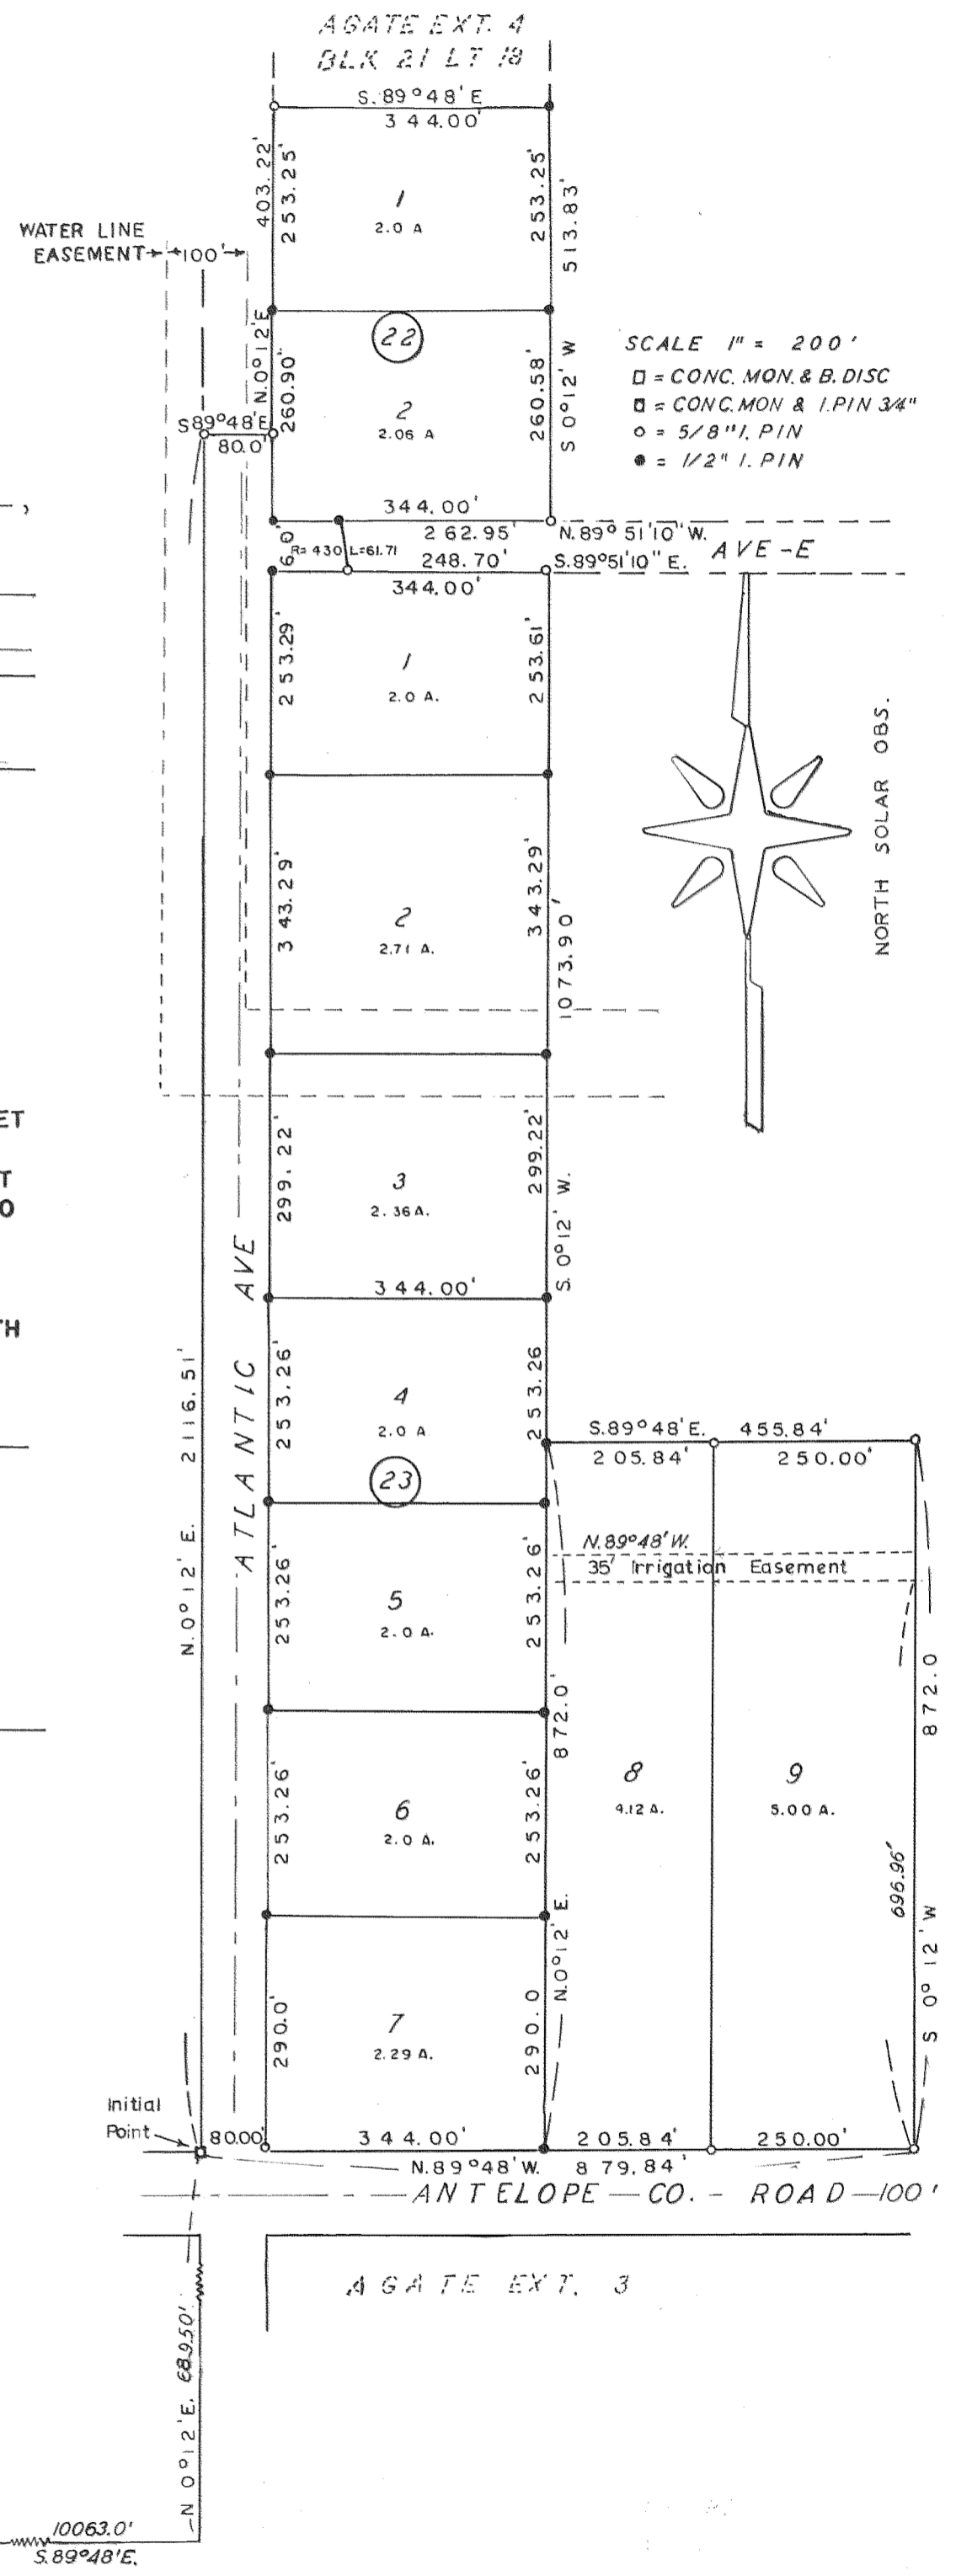 AGATE EXT. 4
BLK 21 LT 18
S. 89°48' E
344.00'
403.22'
253.25'
253.25'
513.83'
1
2.0 A
WATER LINE
EASEMENT
100'
22
N.0°12'E
260.90'
260.58'
S 0°12' W
2
2.06 A
S89°48'E
80.0'
SCALE 1" = 200'
= CONC. MON. & B. DISC
= CONC. MON & I. PIN 3/4"
= 5/8" I. PIN
= 1/2" I. PIN
344.00'
262.95'
N. 89° 51'10" W.
60'
R= 430 L=61.71
248.70'
S.89°51'10" E.
AVE-E
344.00'
253.29'
253.61'
1
2.0 A.
NORTH SOLAR OBS.
343.29'
343.29'
1073.90'
2
2.71 A.
ET
T
O
TH
299.22'
299.22'
S. 0°12' W.
3
2.36 A.
344.00'
ATLANTIC AVE
N.0°12' E. 2116.51'
253.26'
253.26
4
2.0 A
23
S.89°48'E. 455.84'
205.84' 250.00'
N.89°48'W.
35' Irrigation Easement
253.26'
253.26'
5
2.0 A.
872.0'
872.0
253.26'
253.26'
6
2.0 A.
8
4.12 A.
9
5.00 A.
696.96'
S 0°12' W
N.0°12' E.
290.0'
290.0
7
2.29 A.
Initial
Point
80.00'
344.00'
205.84'
250.00'
N.89°48'W. 879.84'
ANTELOPE CO. ROAD 100'
AGATE EXT. 3
N 0°12'E. 689.50'
10063.0'
S.89°48'E.